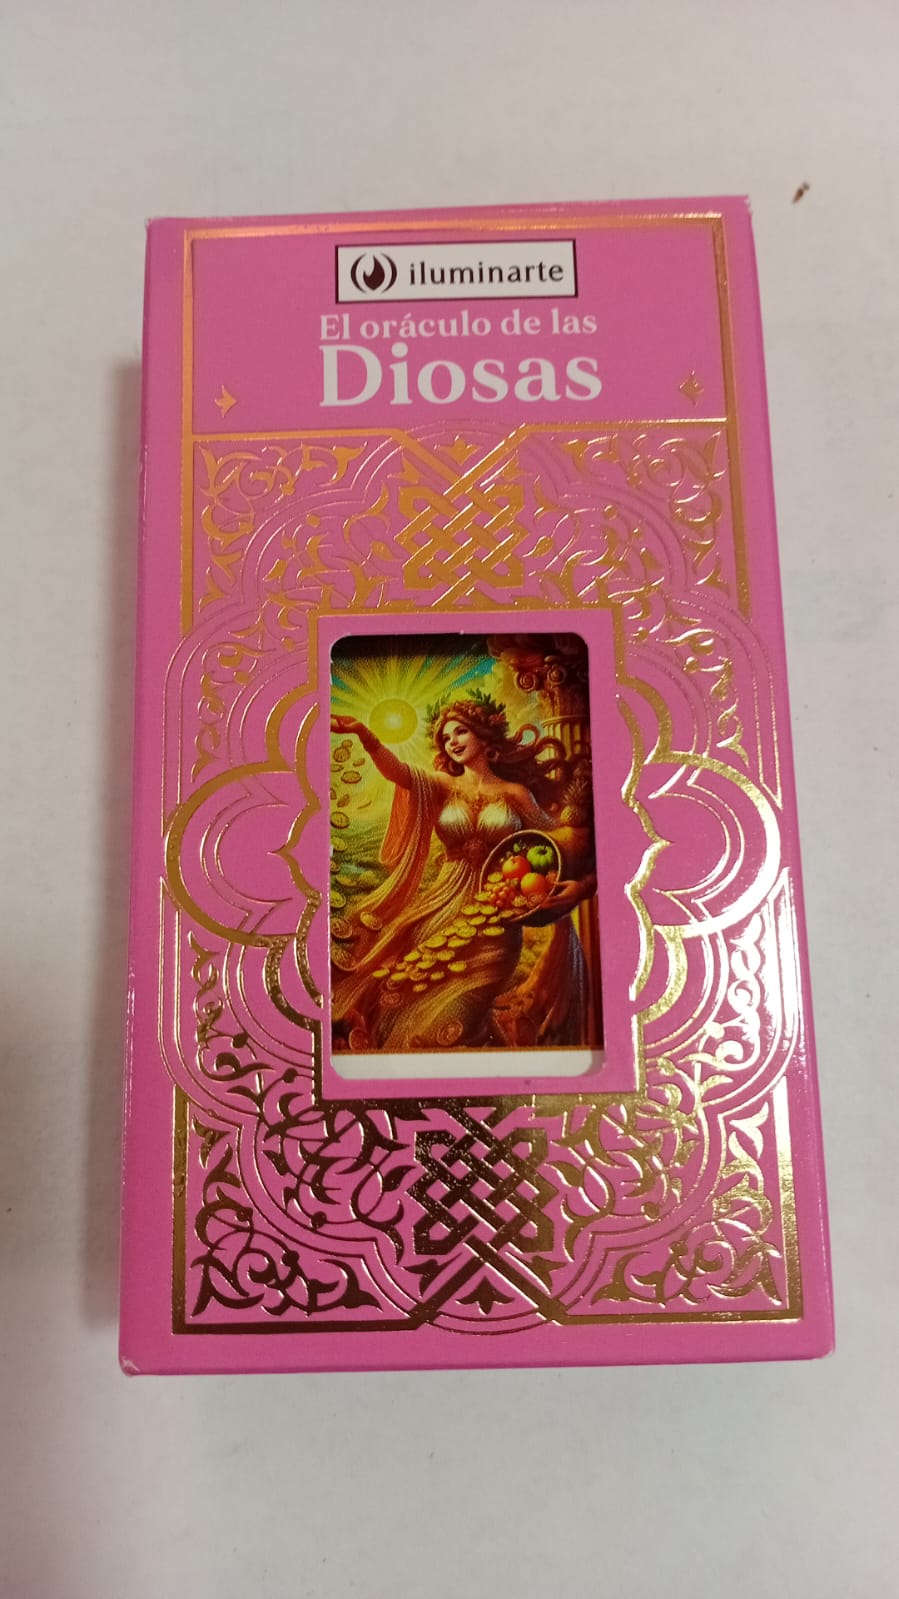 iluminarte
El oráculo de las
Diosas